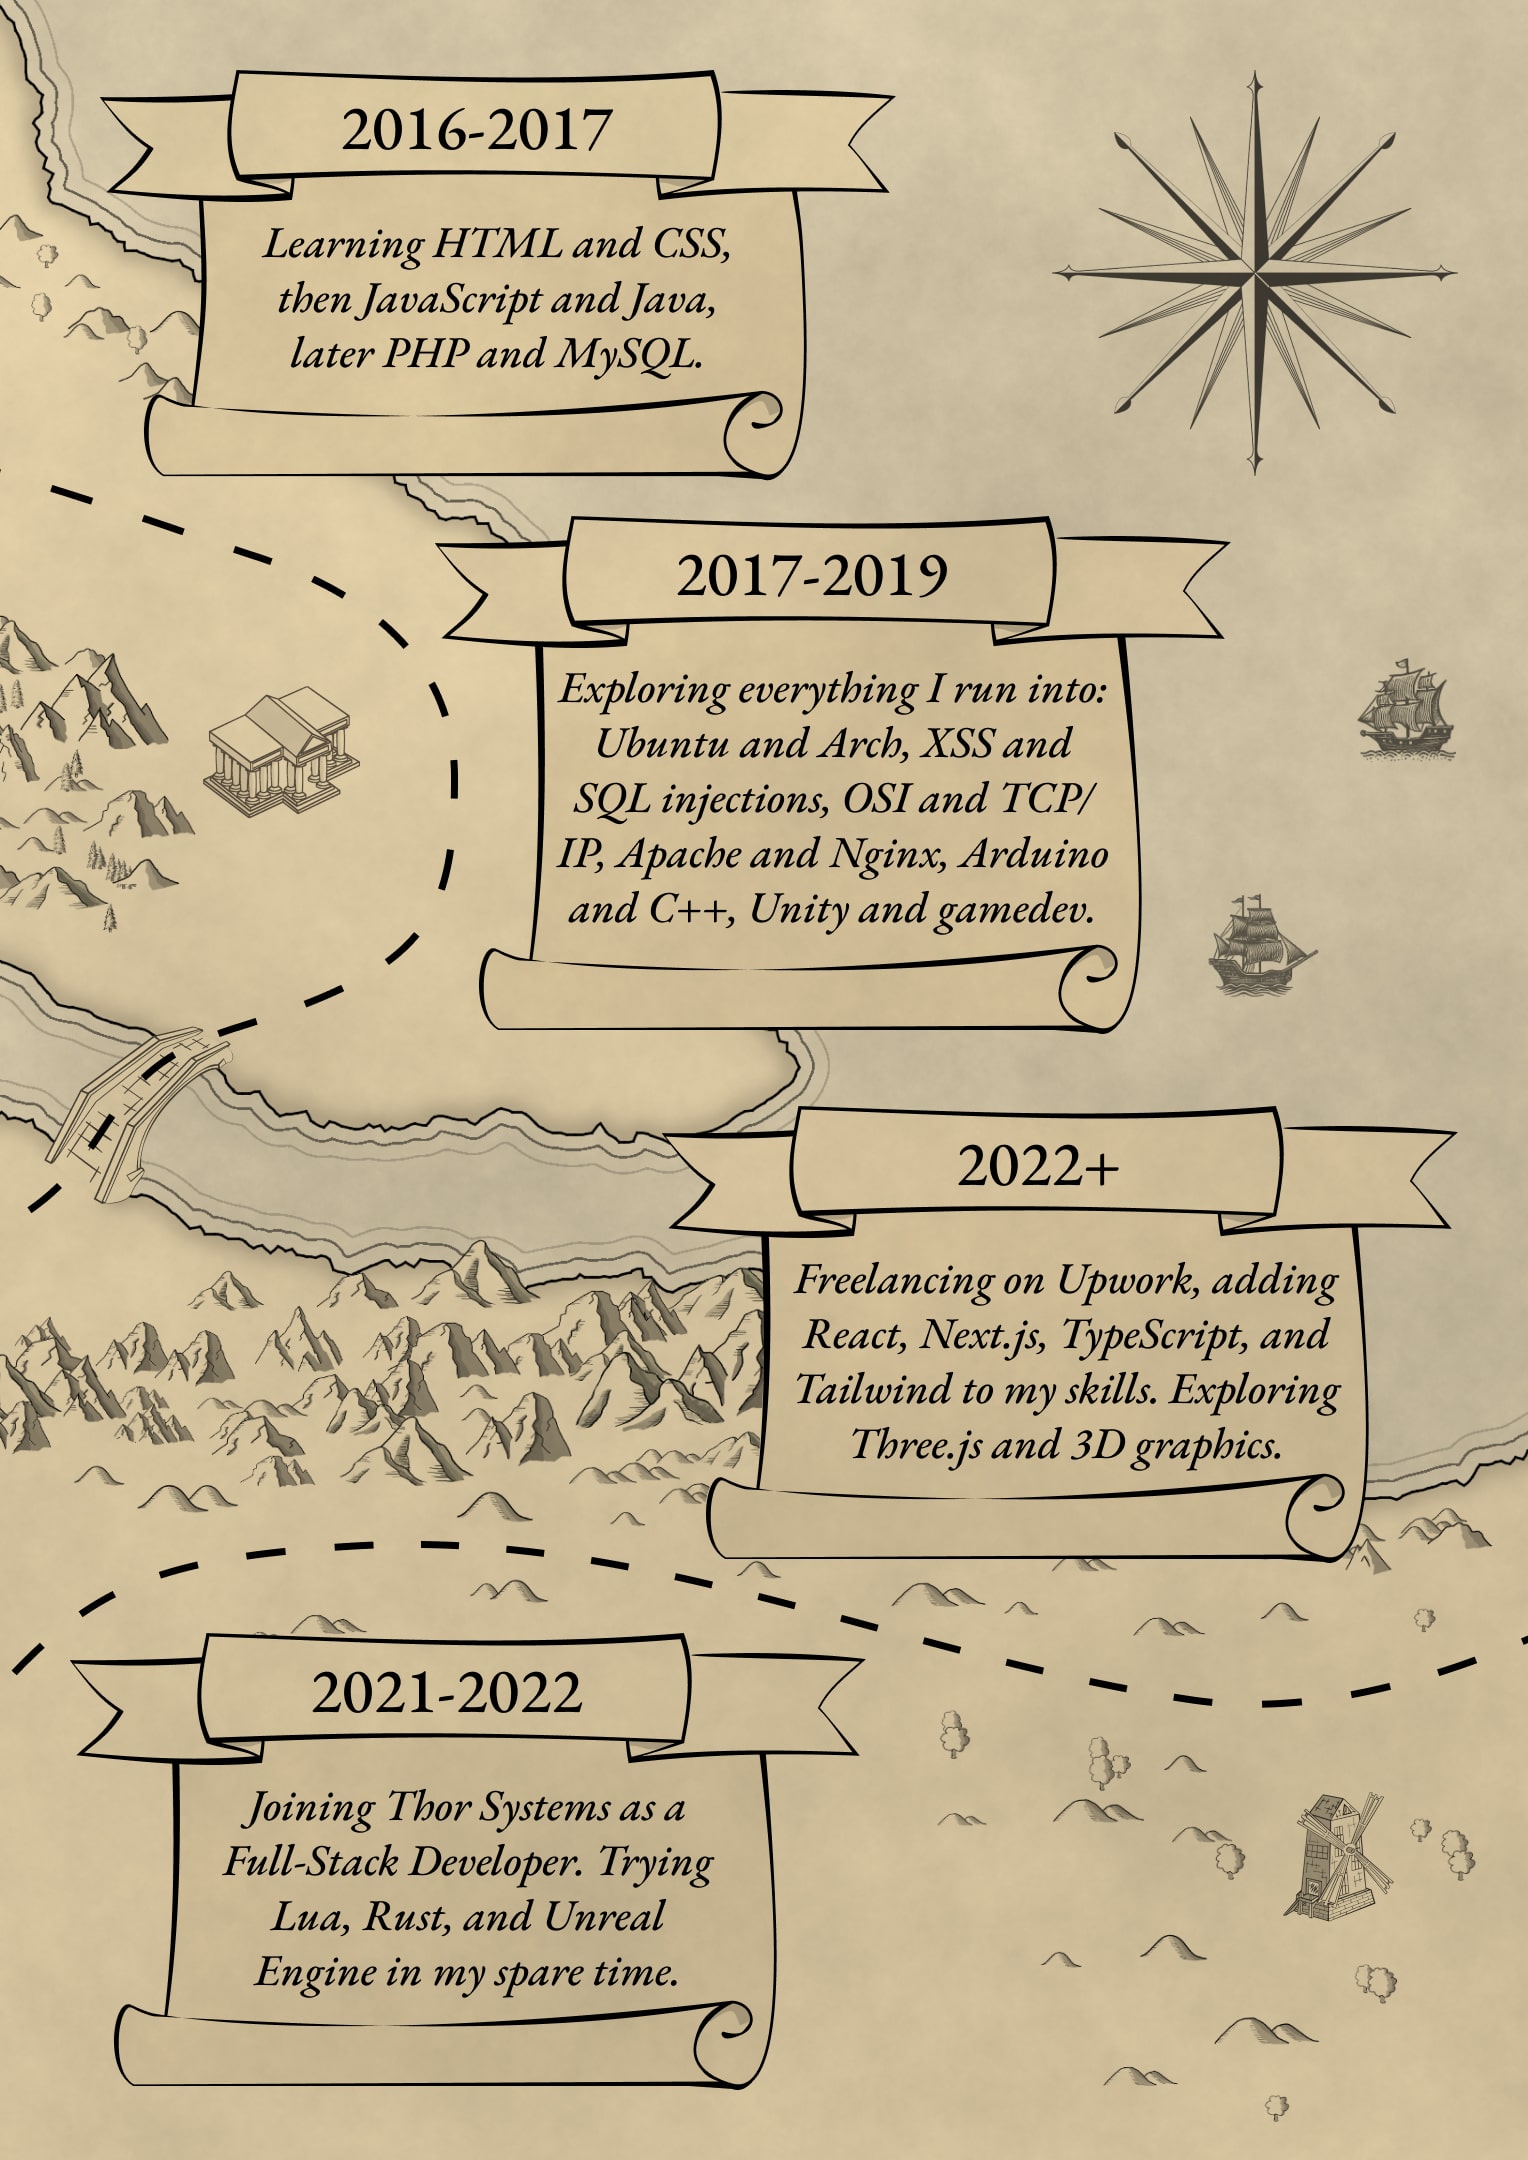 2016-2017
Learning HTML and CSS,
then JavaScript and Java,
later PHP and MySQL.
2017-2019
Exploring everything I run into:
Ubuntu and Arch, XSS and
SQL injections, OSI and TCP/
IP, Apache and Nginx, Arduino
and C++, Unity and gamedev.
2022+
Freelancing on Upwork, adding
React, Next.js, TypeScript, and
Tailwind to my skills. Exploring
Three.js and 3D graphics.
2021-2022
Joining Thor Systems as a
Full-Stack Developer. Trying
Lua, Rust, and Unreal
Engine in my spare time.